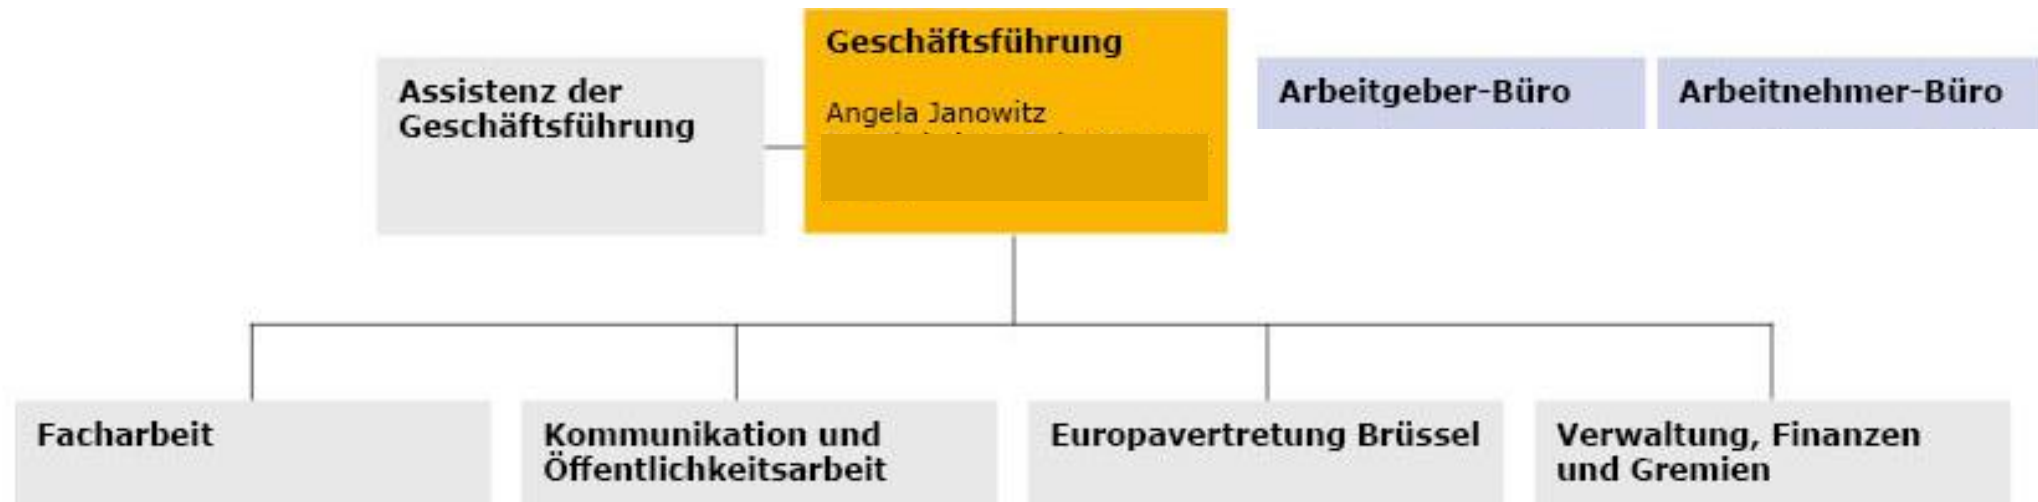 Assistenz der
Geschäftsführung
Geschäftsführung
Angela Janowitz
Arbeitgeber-Büro
Arbeitnehmer-Büro
Facharbeit
Kommunikation und
Öffentlichkeitsarbeit
Europavertretung Brüssel
Verwaltung, Finanzen
und Gremien